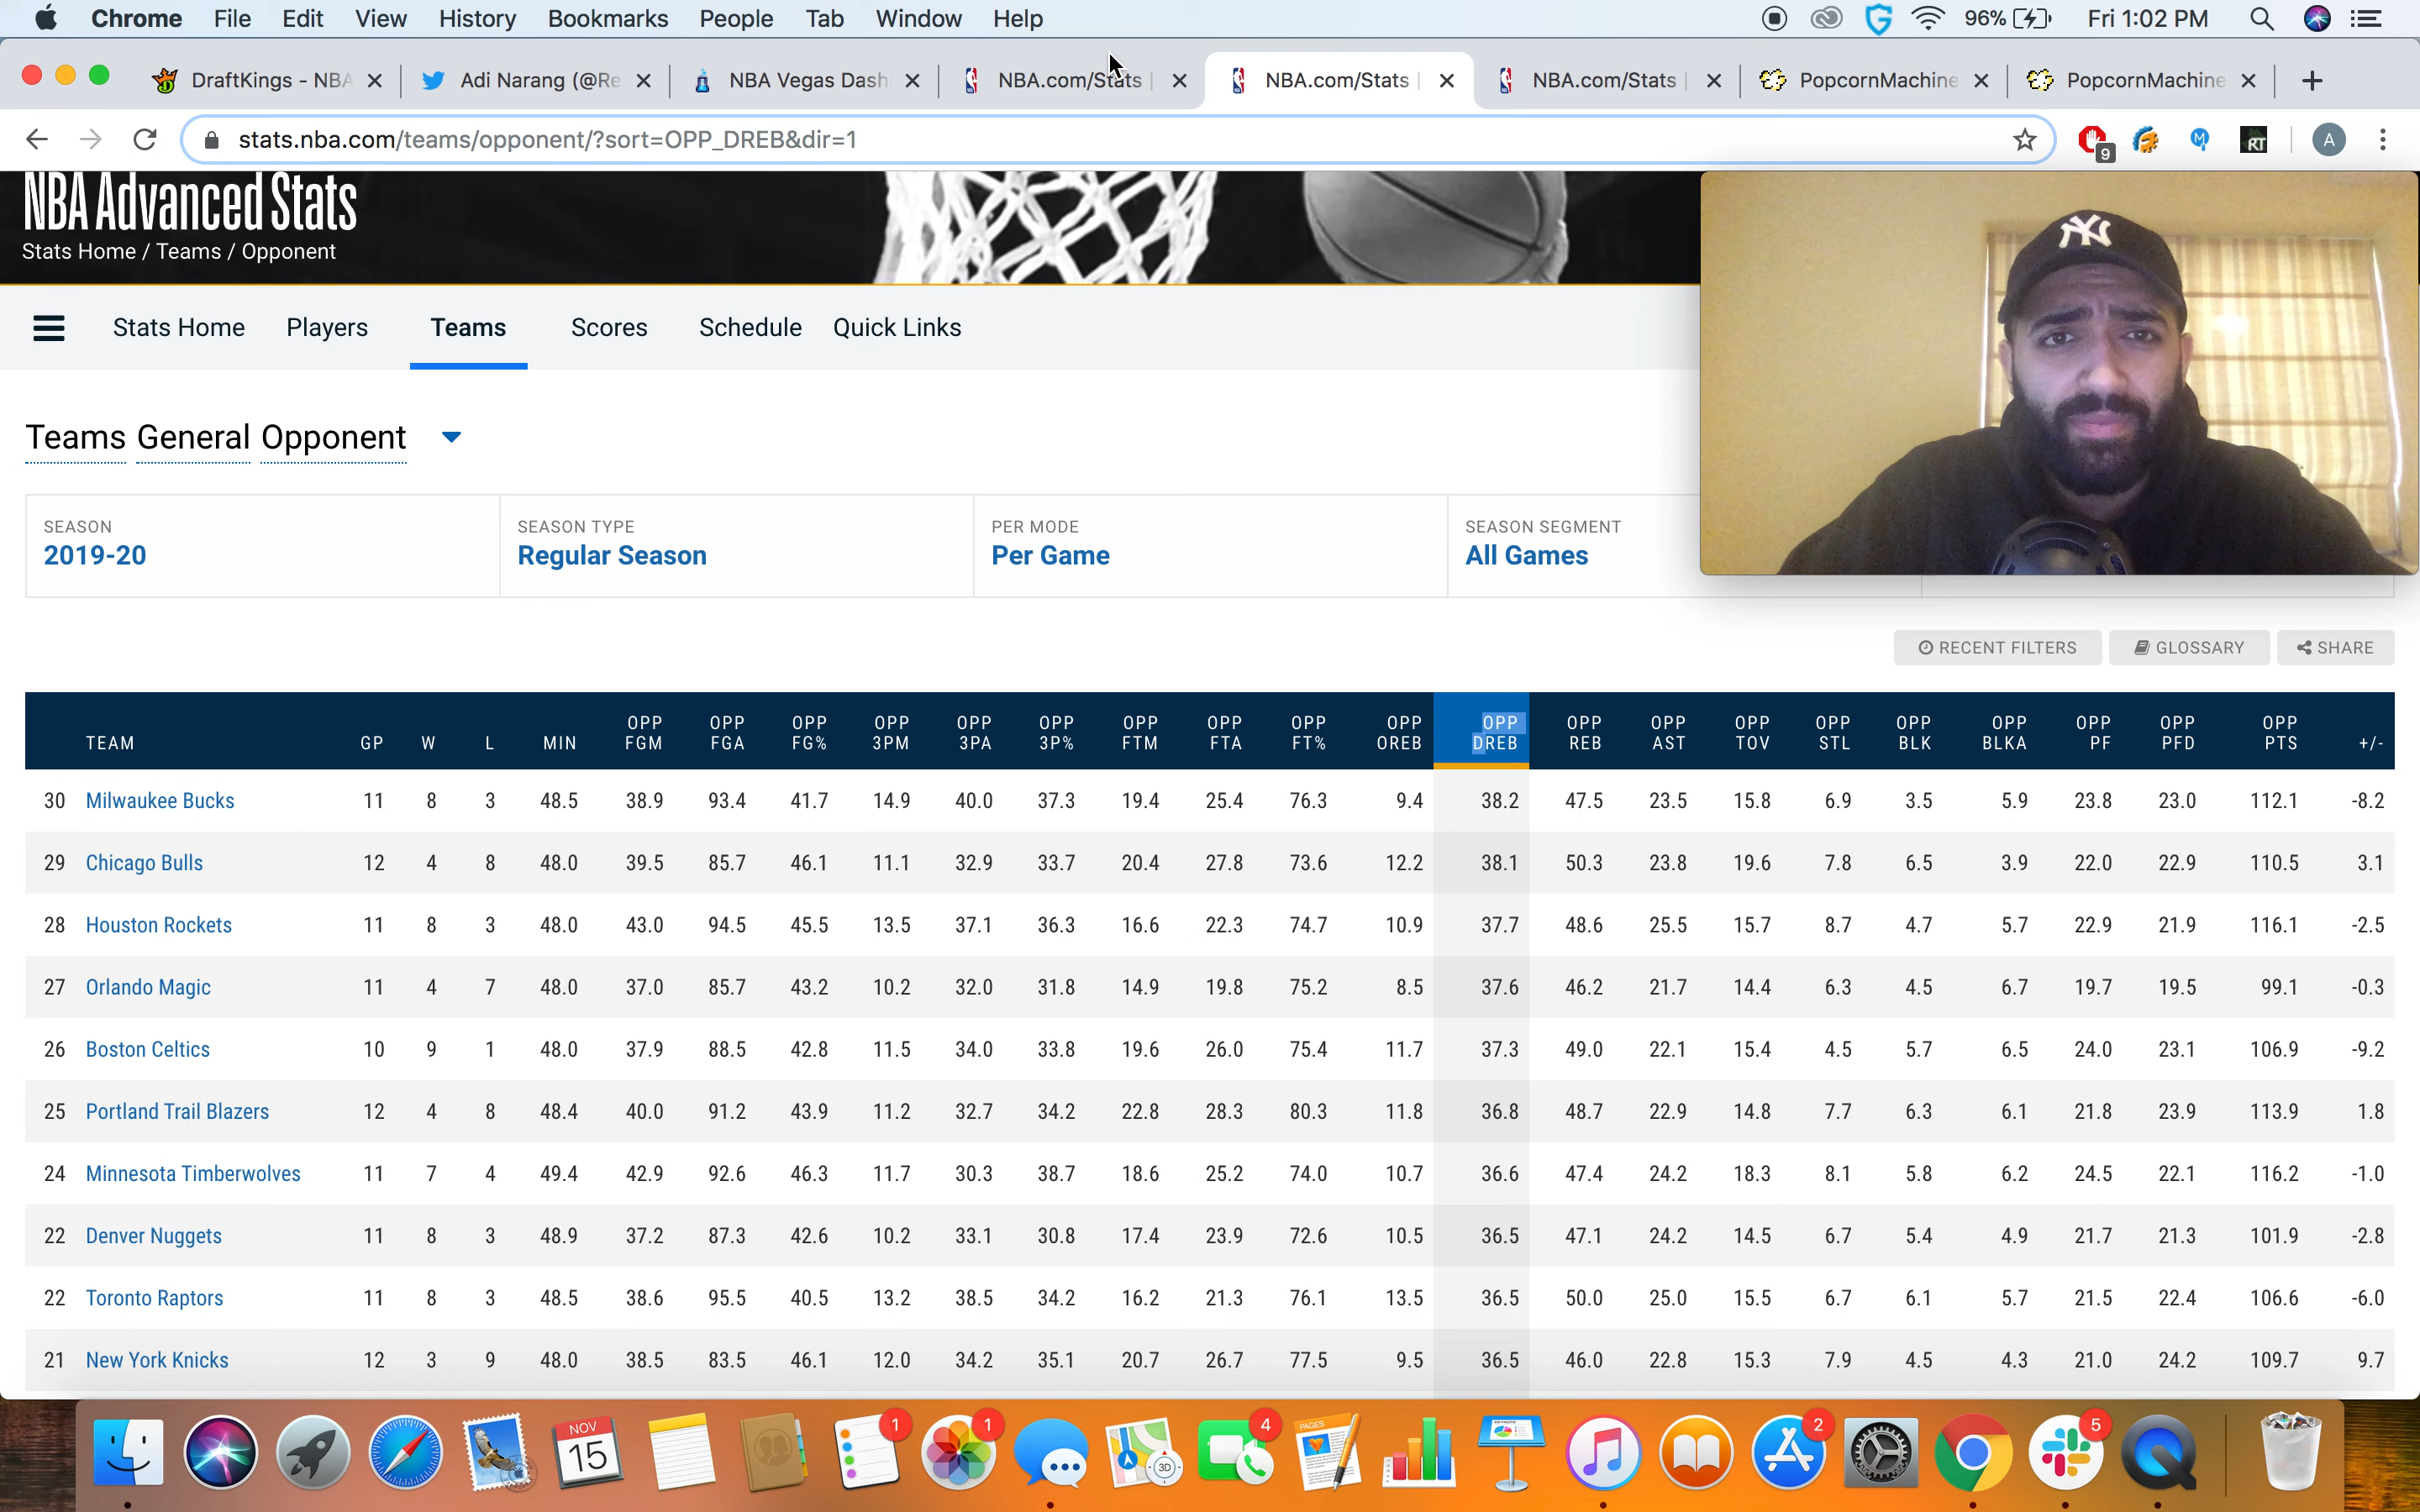 Chrome File Edit View History Bookmarks People Tab Window Help 96% Fri 1:02 PM
DraftKings - NBA Adi Narang (@Re NBA Vegas Dash NBA.com/Stats | NBA.com/Stats | NBA.com/Stats | PopcornMachine PopcornMachine
stats.nba.com/teams/opponent/?sort=OPP_DREB&dir=1 9 RT A
NBA Advanced Stats
Stats Home / Teams / Opponent
NY
Stats Home Players Teams Scores Schedule Quick Links
Teams General Opponent
SEASON SEASON TYPE PER MODE SEASON SEGMENT
2019-20 Regular Season Per Game All Games
RECENT FILTERS GLOSSARY SHARE
TEAM GP W L MIN OPP FGM OPP FGA OPP FG% OPP 3PM OPP 3PA OPP 3P% OPP FTM OPP FTA OPP FT% OPP OREB OPP DREB OPP REB OPP AST OPP TOV OPP STL OPP BLK OPP BLKA OPP PF OPP PFD OPP PTS +/-
30 Milwaukee Bucks 11 8 3 48.5 38.9 93.4 41.7 14.9 40.0 37.3 19.4 25.4 76.3 9.4 38.2 47.5 23.5 15.8 6.9 3.5 5.9 23.8 23.0 112.1 -8.2
29 Chicago Bulls 12 4 8 48.0 39.5 85.7 46.1 11.1 32.9 33.7 20.4 27.8 73.6 12.2 38.1 50.3 23.8 19.6 7.8 6.5 3.9 22.0 22.9 110.5 3.1
28 Houston Rockets 11 8 3 48.0 43.0 94.5 45.5 13.5 37.1 36.3 16.6 22.3 74.7 10.9 37.7 48.6 25.5 15.7 8.7 4.7 5.7 22.9 21.9 116.1 -2.5
27 Orlando Magic 11 4 7 48.0 37.0 85.7 43.2 10.2 32.0 31.8 14.9 19.8 75.2 8.5 37.6 46.2 21.7 14.4 6.3 4.5 6.7 19.7 19.5 99.1 -0.3
26 Boston Celtics 10 9 1 48.0 37.9 88.5 42.8 11.5 34.0 33.8 19.6 26.0 75.4 11.7 37.3 49.0 22.1 15.4 4.5 5.7 6.5 24.0 23.1 106.9 -9.2
25 Portland Trail Blazers 12 4 8 48.4 40.0 91.2 43.9 11.2 32.7 34.2 22.8 28.3 80.3 11.8 36.8 48.7 22.9 14.8 7.7 6.3 6.1 21.8 23.9 113.9 1.8
24 Minnesota Timberwolves 11 7 4 49.4 42.9 92.6 46.3 11.7 30.3 38.7 18.6 25.2 74.0 10.7 36.6 47.4 24.2 18.3 8.1 5.8 6.2 24.5 22.1 116.2 -1.0
22 Denver Nuggets 11 8 3 48.9 37.2 87.3 42.6 10.2 33.1 30.8 17.4 23.9 72.6 10.5 36.5 47.1 24.2 14.5 6.7 5.4 4.9 21.7 21.3 101.9 -2.8
22 Toronto Raptors 11 8 3 48.5 38.6 95.5 40.5 13.2 38.5 34.2 16.2 21.3 76.1 13.5 36.5 50.0 25.0 15.5 6.7 6.1 5.7 21.5 22.4 106.6 -6.0
21 New York Knicks 12 3 9 48.0 38.5 83.5 46.1 12.0 34.2 35.1 20.7 26.7 77.5 9.5 36.5 46.0 22.8 15.3 7.9 4.5 4.3 21.0 24.2 109.7 9.7
NOV 1 1 4 PAGES 2 5
15 3D